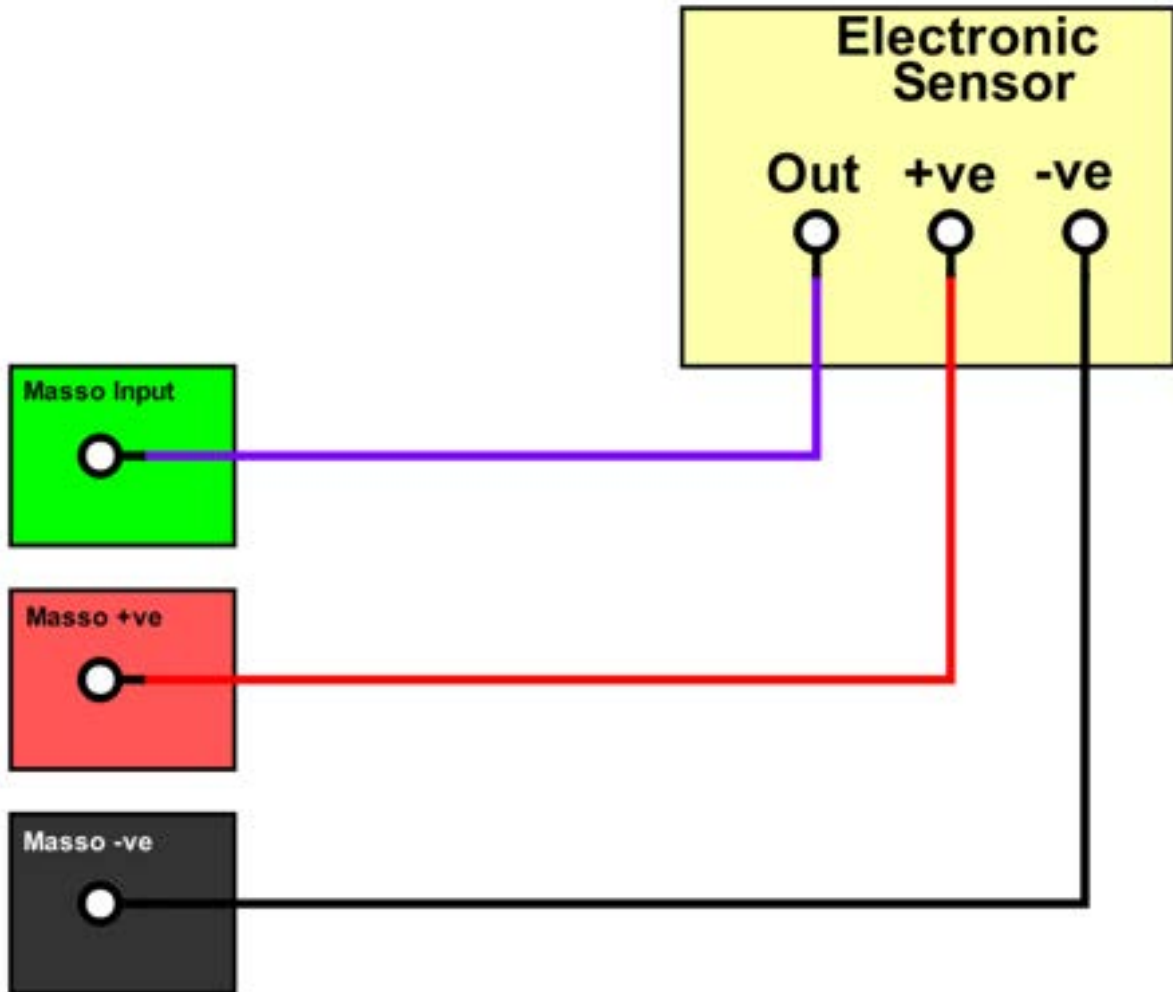 Electronic
Sensor
Out +ve -ve
Masso Input
Masso +ve
Masso -ve